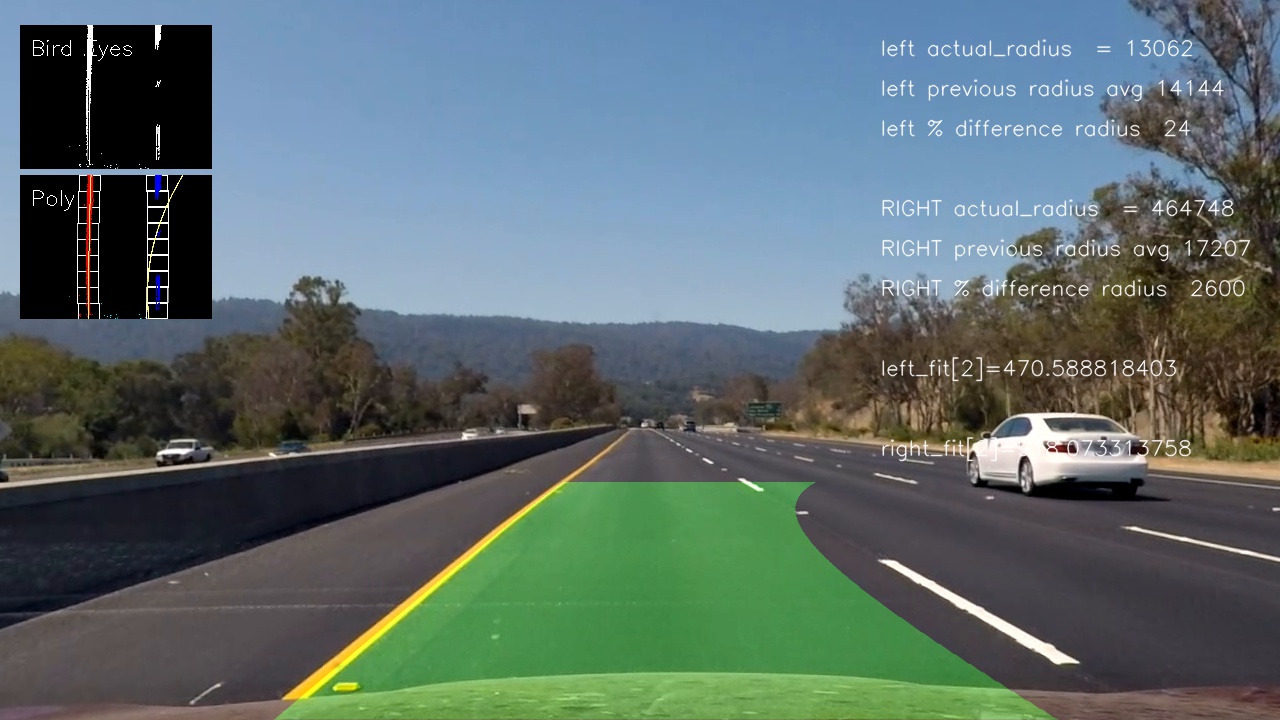 Bird Eyes
Poly
left actual_radius = 13062
left previous radius avg 14144
left % difference radius 24
RIGHT actual_radius = 464748
RIGHT previous radius avg 17207
RIGHT % difference radius 2600
left_fit[2]=470.588818403